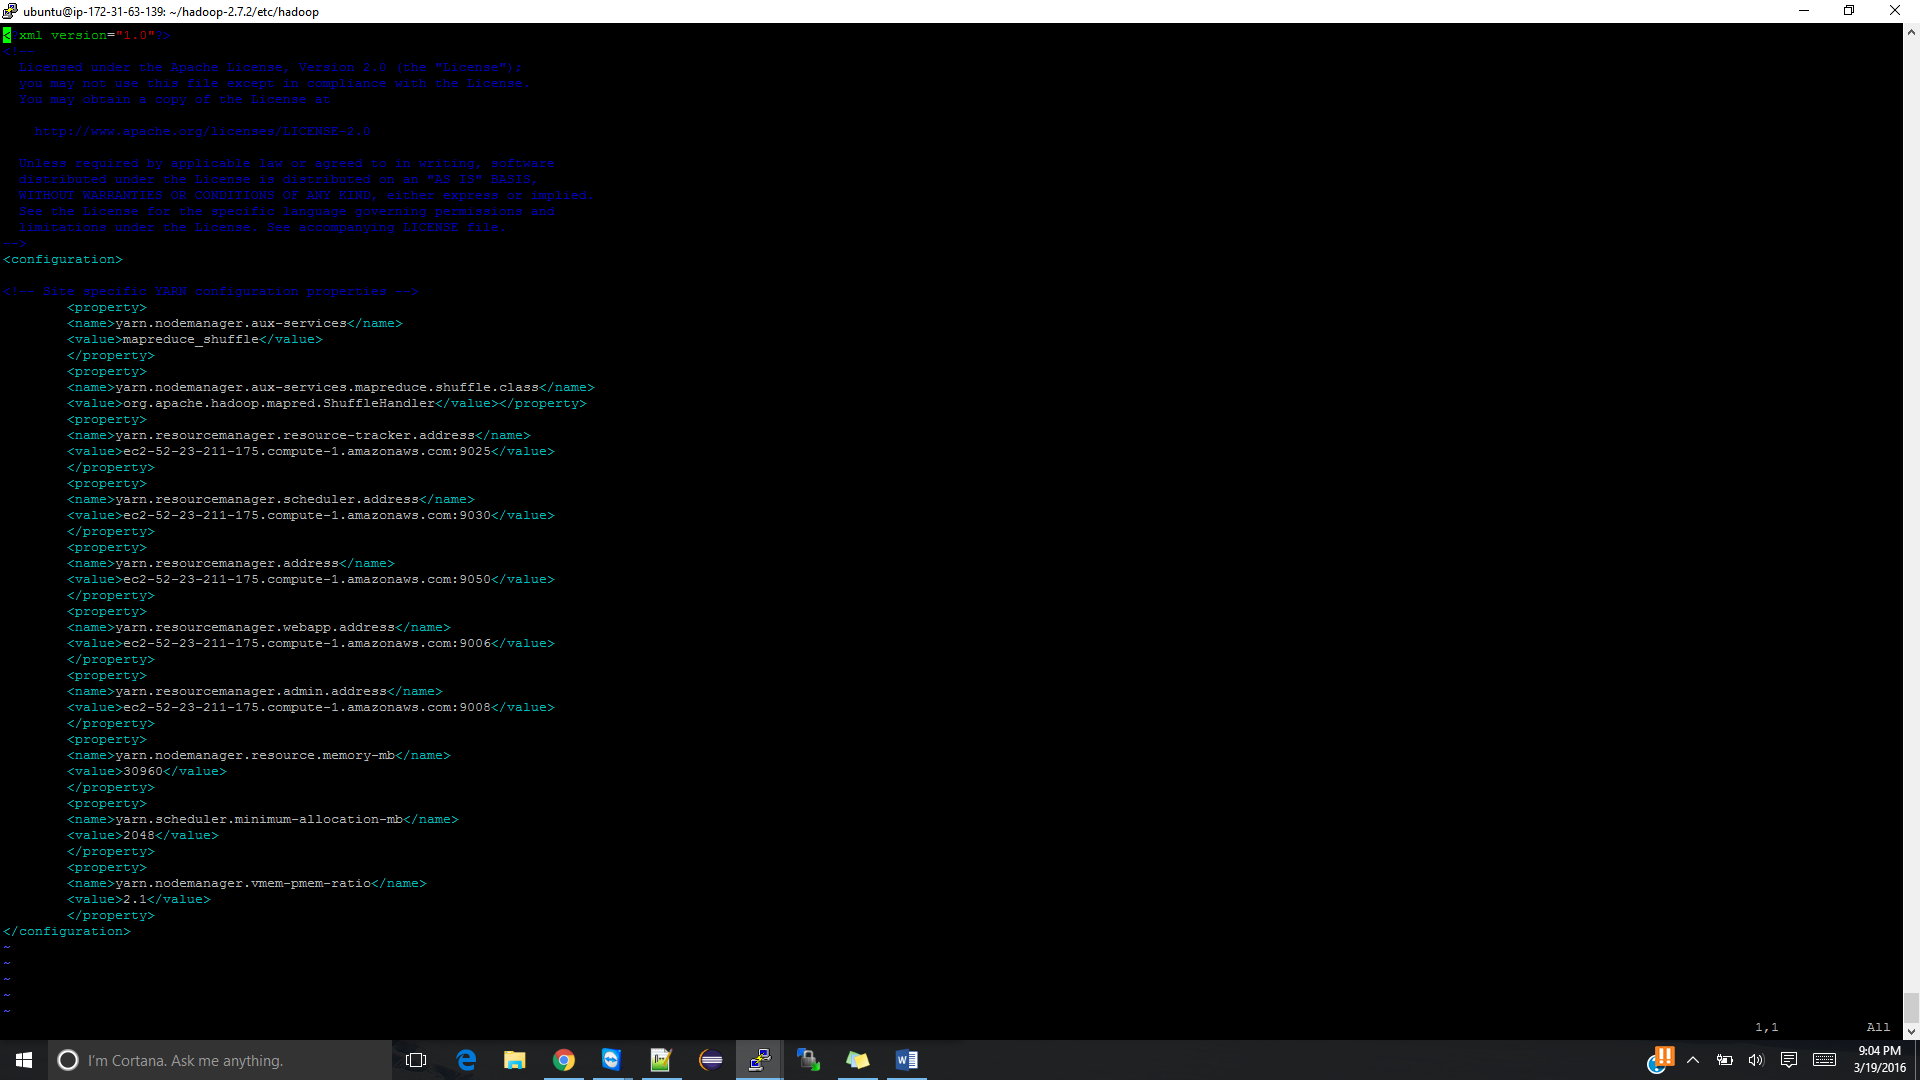 ubuntu@ip-172-31-63-139: ~/hadoop-2.7.2/etc/hadoop
<?xml version="1.0"?>
<!--
  Licensed under the Apache License, Version 2.0 (the "License");
  you may not use this file except in compliance with the License.
  You may obtain a copy of the License at

    http://www.apache.org/licenses/LICENSE-2.0

  Unless required by applicable law or agreed to in writing, software
  distributed under the License is distributed on an "AS IS" BASIS,
  WITHOUT WARRANTIES OR CONDITIONS OF ANY KIND, either express or implied.
  See the License for the specific language governing permissions and
  limitations under the License. See accompanying LICENSE file.
-->
<configuration>

<!-- Site specific YARN configuration properties -->
        <property>
        <name>yarn.nodemanager.aux-services</name>
        <value>mapreduce_shuffle</value>
        </property>
        <property>
        <name>yarn.nodemanager.aux-services.mapreduce.shuffle.class</name>
        <value>org.apache.hadoop.mapred.ShuffleHandler</value></property>
        <property>
        <name>yarn.resourcemanager.resource-tracker.address</name>
        <value>ec2-52-23-211-175.compute-1.amazonaws.com:9025</value>
        </property>
        <property>
        <name>yarn.resourcemanager.scheduler.address</name>
        <value>ec2-52-23-211-175.compute-1.amazonaws.com:9030</value>
        </property>
        <property>
        <name>yarn.resourcemanager.address</name>
        <value>ec2-52-23-211-175.compute-1.amazonaws.com:9050</value>
        </property>
        <property>
        <name>yarn.resourcemanager.webapp.address</name>
        <value>ec2-52-23-211-175.compute-1.amazonaws.com:9006</value>
        </property>
        <property>
        <name>yarn.resourcemanager.admin.address</name>
        <value>ec2-52-23-211-175.compute-1.amazonaws.com:9008</value>
        </property>
        <property>
        <name>yarn.nodemanager.resource.memory-mb</name>
        <value>30960</value>
        </property>
        <property>
        <name>yarn.scheduler.minimum-allocation-mb</name>
        <value>2048</value>
        </property>
        <property>
        <name>yarn.nodemanager.vmem-pmem-ratio</name>
        <value>2.1</value>
        </property>
</configuration>
~
~
~
~
~
1,1 All
I'm Cortana. Ask me anything.
9:04 PM
3/19/2016